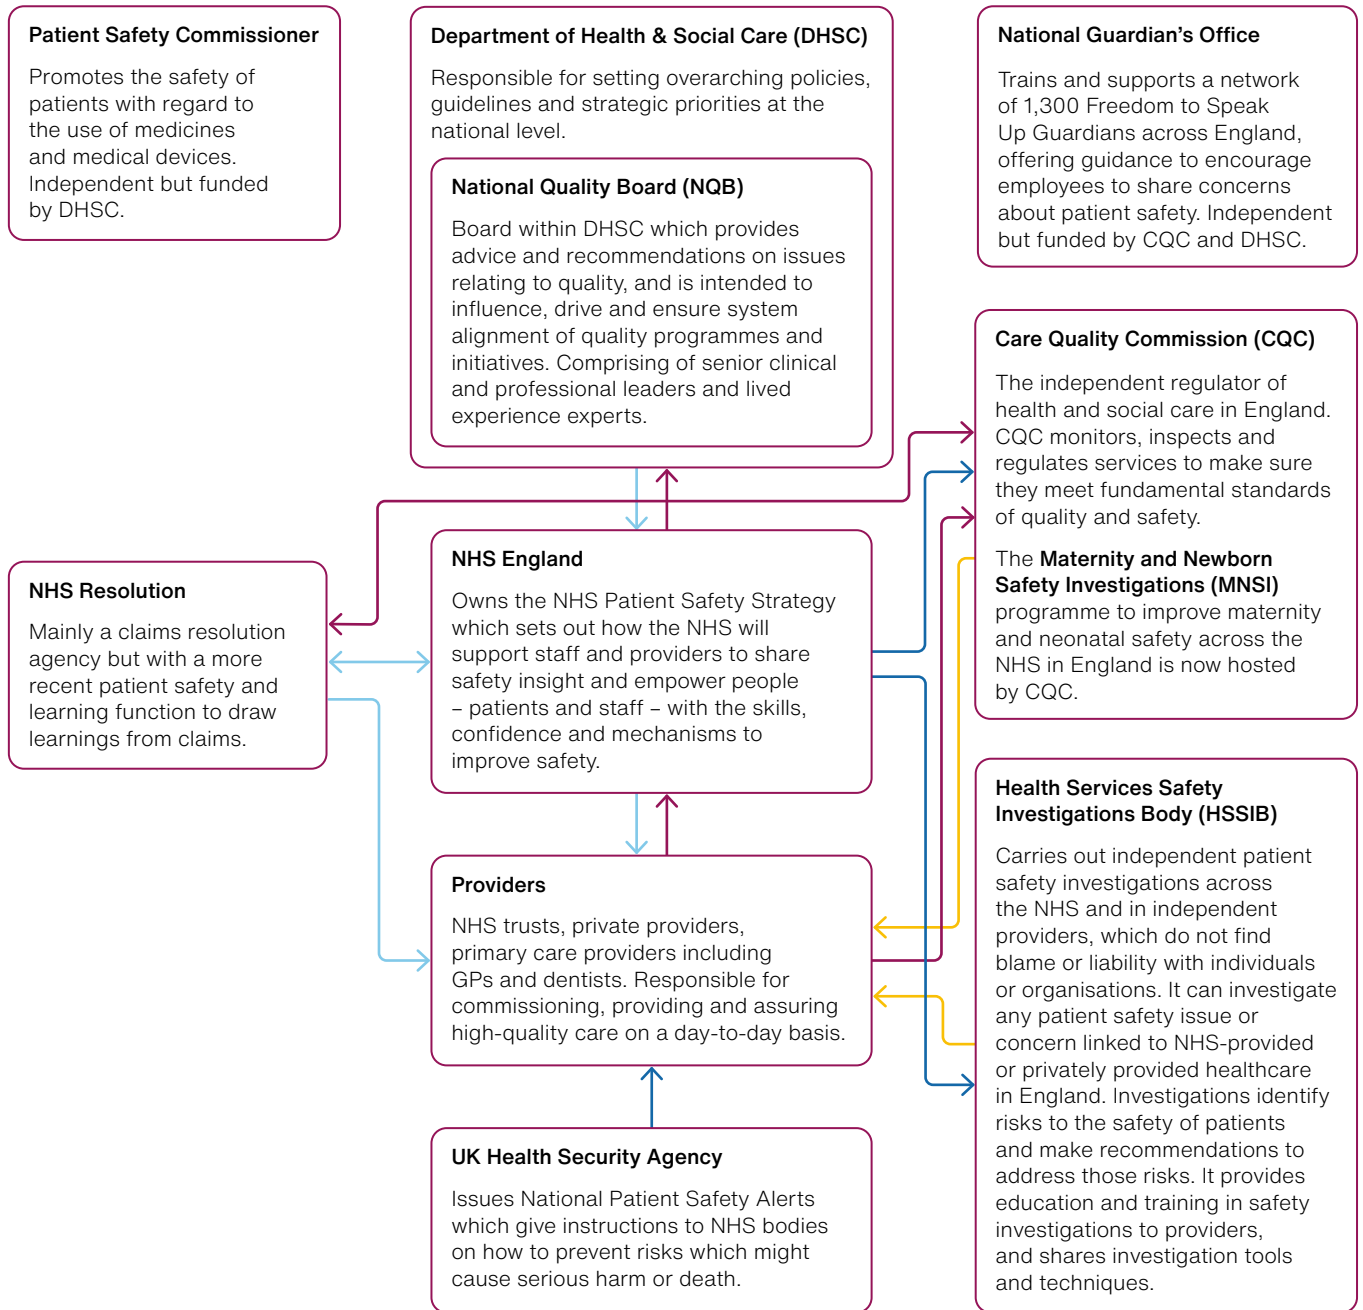 Patient Safety Commissioner
Promotes the safety of
patients with regard to
the use of medicines
and medical devices.
Independent but funded
by DHSC.
Department of Health & Social Care (DHSC)
Responsible for setting overarching policies,
guidelines and strategic priorities at the
national level.
National Quality Board (NQB)
Board within DHSC which provides
advice and recommendations on issues
relating to quality, and is intended to
influence, drive and ensure system
alignment of quality programmes and
initiatives. Comprising of senior clinical
and professional leaders and lived
experience experts.
National Guardian’s Office
Trains and supports a network
of 1,300 Freedom to Speak
Up Guardians across England,
offering guidance to encourage
employees to share concerns
about patient safety. Independent
but funded by CQC and DHSC.
Care Quality Commission (CQC)
The independent regulator of
health and social care in England.
CQC monitors, inspects and
regulates services to make sure
they meet fundamental standards
of quality and safety.
The Maternity and Newborn
Safety Investigations (MNSI)
programme to improve maternity
and neonatal safety across the
NHS in England is now hosted
by CQC.
NHS Resolution
Mainly a claims resolution
agency but with a more
recent patient safety and
learning function to draw
learnings from claims.
NHS England
Owns the NHS Patient Safety Strategy
which sets out how the NHS will
support staff and providers to share
safety insight and empower people
– patients and staff – with the skills,
confidence and mechanisms to
improve safety.
Providers
NHS trusts, private providers,
primary care providers including
GPs and dentists. Responsible for
commissioning, providing and assuring
high-quality care on a day-to-day basis.
Health Services Safety
Investigations Body (HSSIB)
Carries out independent patient
safety investigations across
the NHS and in independent
providers, which do not find
blame or liability with individuals
or organisations. It can investigate
any patient safety issue or
concern linked to NHS-provided
or privately provided healthcare
in England. Investigations identify
risks to the safety of patients
and make recommendations to
address those risks. It provides
education and training in safety
investigations to providers,
and shares investigation tools
and techniques.
UK Health Security Agency
Issues National Patient Safety Alerts
which give instructions to NHS bodies
on how to prevent risks which might
cause serious harm or death.